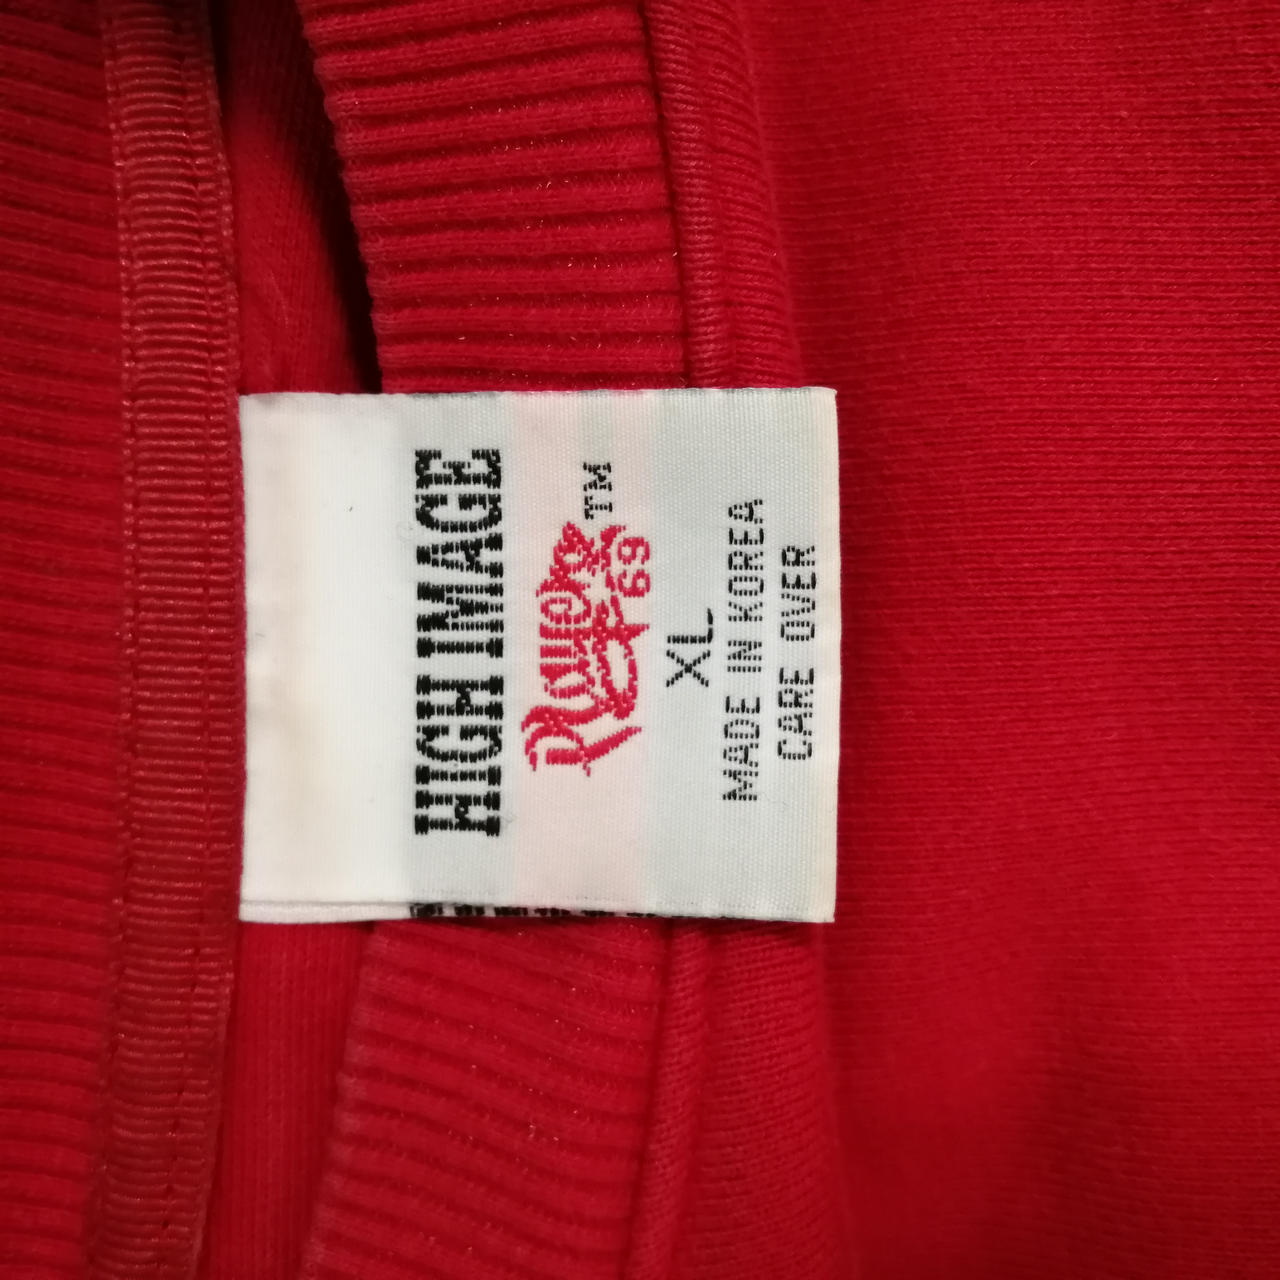 HIGH IMAGE
TM
69
XL
MADE IN KOREA
CARE OVER